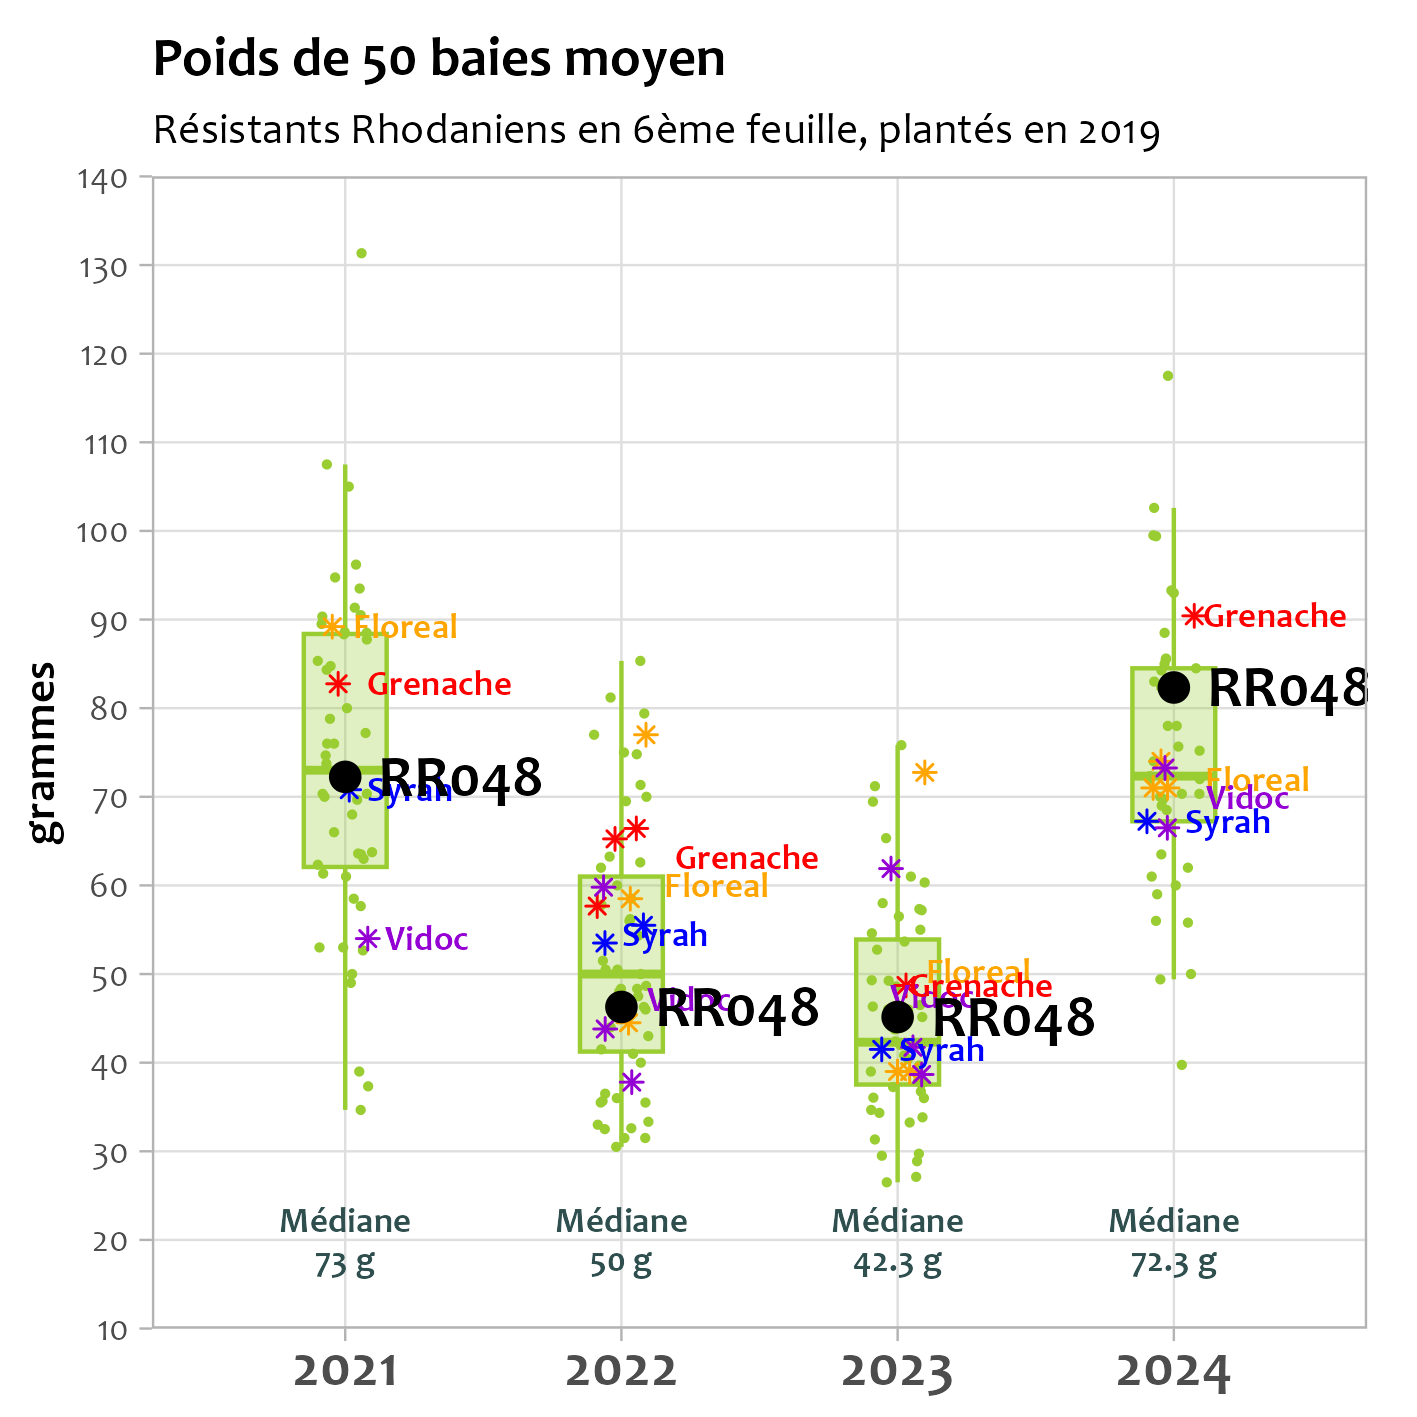 Poids de 50 baies moyen
Résistants Rhodaniens en 6ème feuille, plantés en 2019
grammes
140
130
120
110
100
90
80
70
60
50
40
30
20
10
Floreal
Grenache
RR048
Syrah
Vidoc
Grenache
Floreal
Syrah
Vidoc
RR048
Floreal
Grenache
Vidoc
RR048
Syrah
Grenache
RR048
Floreal
Vidoc
Syrah
Médiane
73 g
Médiane
50 g
Médiane
42.3 g
Médiane
72.3 g
2021
2022
2023
2024